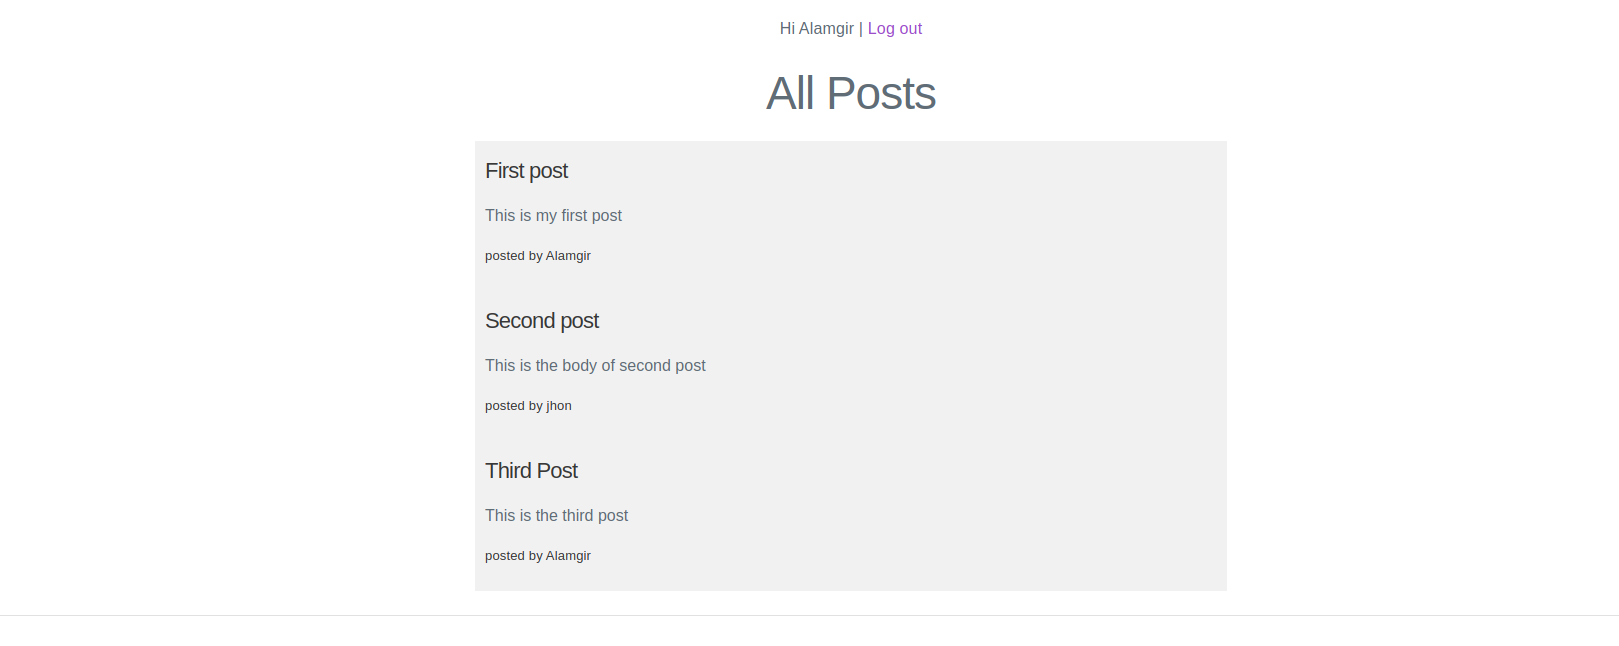 Hi Alamgir | Log out
All Posts
First post
This is my first post
posted by Alamgir
Second post
This is the body of second post
posted by jhon
Third Post
This is the third post
posted by Alamgir